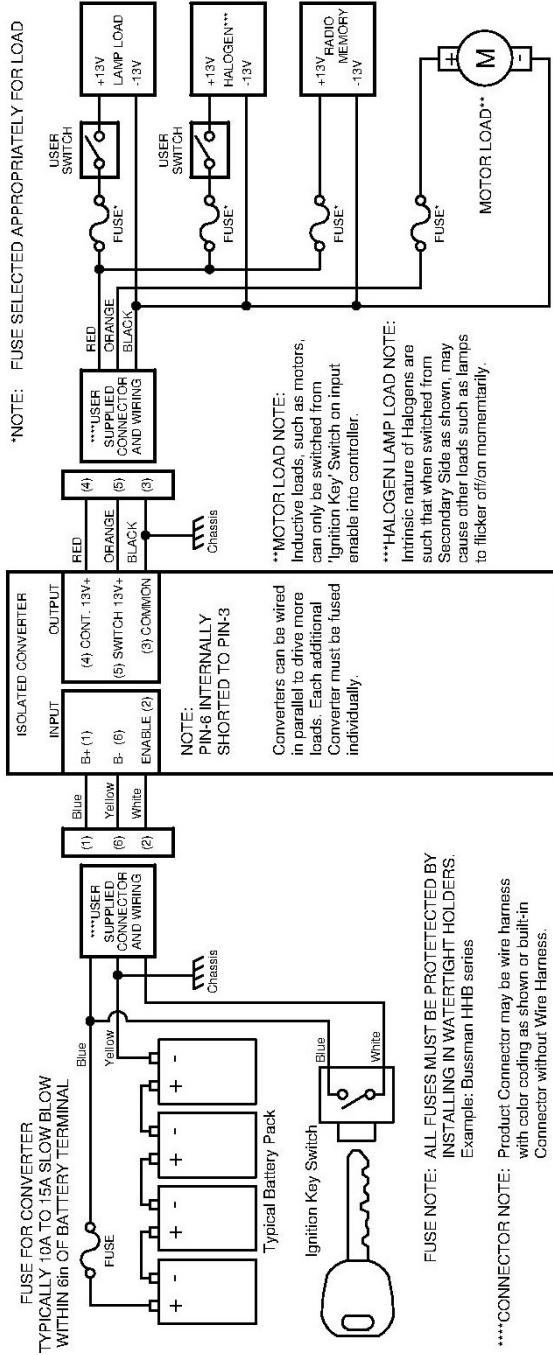 FUSE FOR CONVERTER
TYPICALLY 10A TO 15A SLOW BLOW
WITHIN 6in OF BATTERY TERMINAL
FUSE
Blue
Yellow
+ -
+ -
+ -
+ -
Typical Battery Pack
Chassis
Ignition Key Switch
Blue
White
****USER
SUPPLIED
CONNECTOR
AND WIRING
(1)
(6)
(2)
Blue
Yellow
White
ISOLATED CONVERTER
INPUT
OUTPUT
B+ (1)
B- (6)
ENABLE (2)
(4) CONT. 13V+
(5) SWITCH 13V+
(3) COMMON
NOTE:
PIN-6 INTERNALLY
SHORTED TO PIN-3
Converters can be wired
in parallel to drive more
loads. Each additional
Converter must be fused
individually.
RED
ORANGE
BLACK
(4)
(5)
(3)
Chassis
****USER
SUPPLIED
CONNECTOR
AND WIRING
RED
ORANGE
BLACK
*NOTE: FUSE SELECTED APPROPRIATELY FOR LOAD
USER
SWITCH
FUSE*
+13V
LAMP LOAD
-13V
USER
SWITCH
FUSE*
+13V
HALOGEN***
-13V
FUSE*
+13V
RADIO
MEMORY
-13V
FUSE*
+
M
-
MOTOR LOAD**
**MOTOR LOAD NOTE:
Inductive loads, such as motors,
can only be switched from
'Ignition Key' Switch on input
enable into controller.
***HALOGEN LAMP LOAD NOTE:
Intrinsic nature of Halogens are
such that when switched from
Secondary Side as shown, may
cause other loads such as lamps
to flicker off/on momemtarily.
FUSE NOTE: ALL FUSES MUST BE PROTETECTED BY
INSTALLING IN WATERTIGHT HOLDERS.
Example: Bussman HHB series
****CONNECTOR NOTE: Product Connector may be wire harness
with color coding as shown or built-in
Connector without Wire Harness.